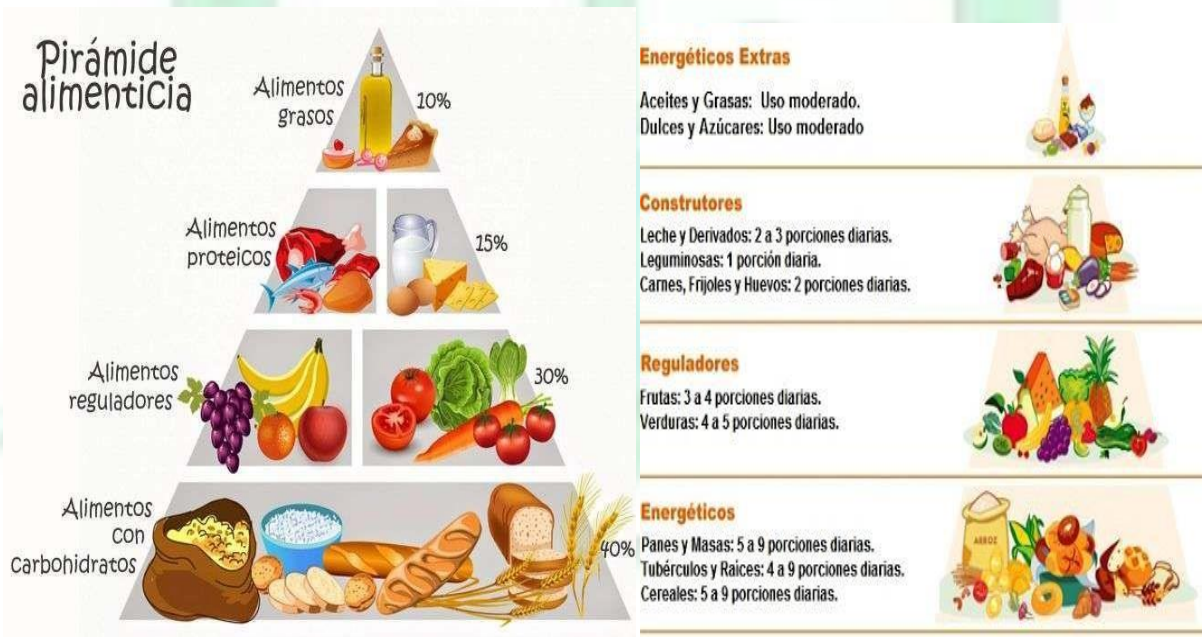 Pirámide
alimenticia
Alimentos
grasos
10%
Alimentos
proteicos
15%
Alimentos
reguladores
30%
Alimentos
con
carbohidratos
40%
Energéticos Extras
Aceites y Grasas: Uso moderado.
Dulces y Azúcares: Uso moderado
Construtores
Leche y Derivados: 2 a 3 porciones diarias.
Leguminosas: 1 porción diaria.
Carnes, Frijoles y Huevos: 2 porciones diarias.
Reguladores
Frutas: 3 a 4 porciones diarias.
Verduras: 4 a 5 porciones diarias.
Energéticos
Panes y Masas: 5 a 9 porciones diarias.
Tubérculos y Raices: 4 a 9 porciones diarias.
Cereales: 5 a 9 porciones diarias.
ARROZ